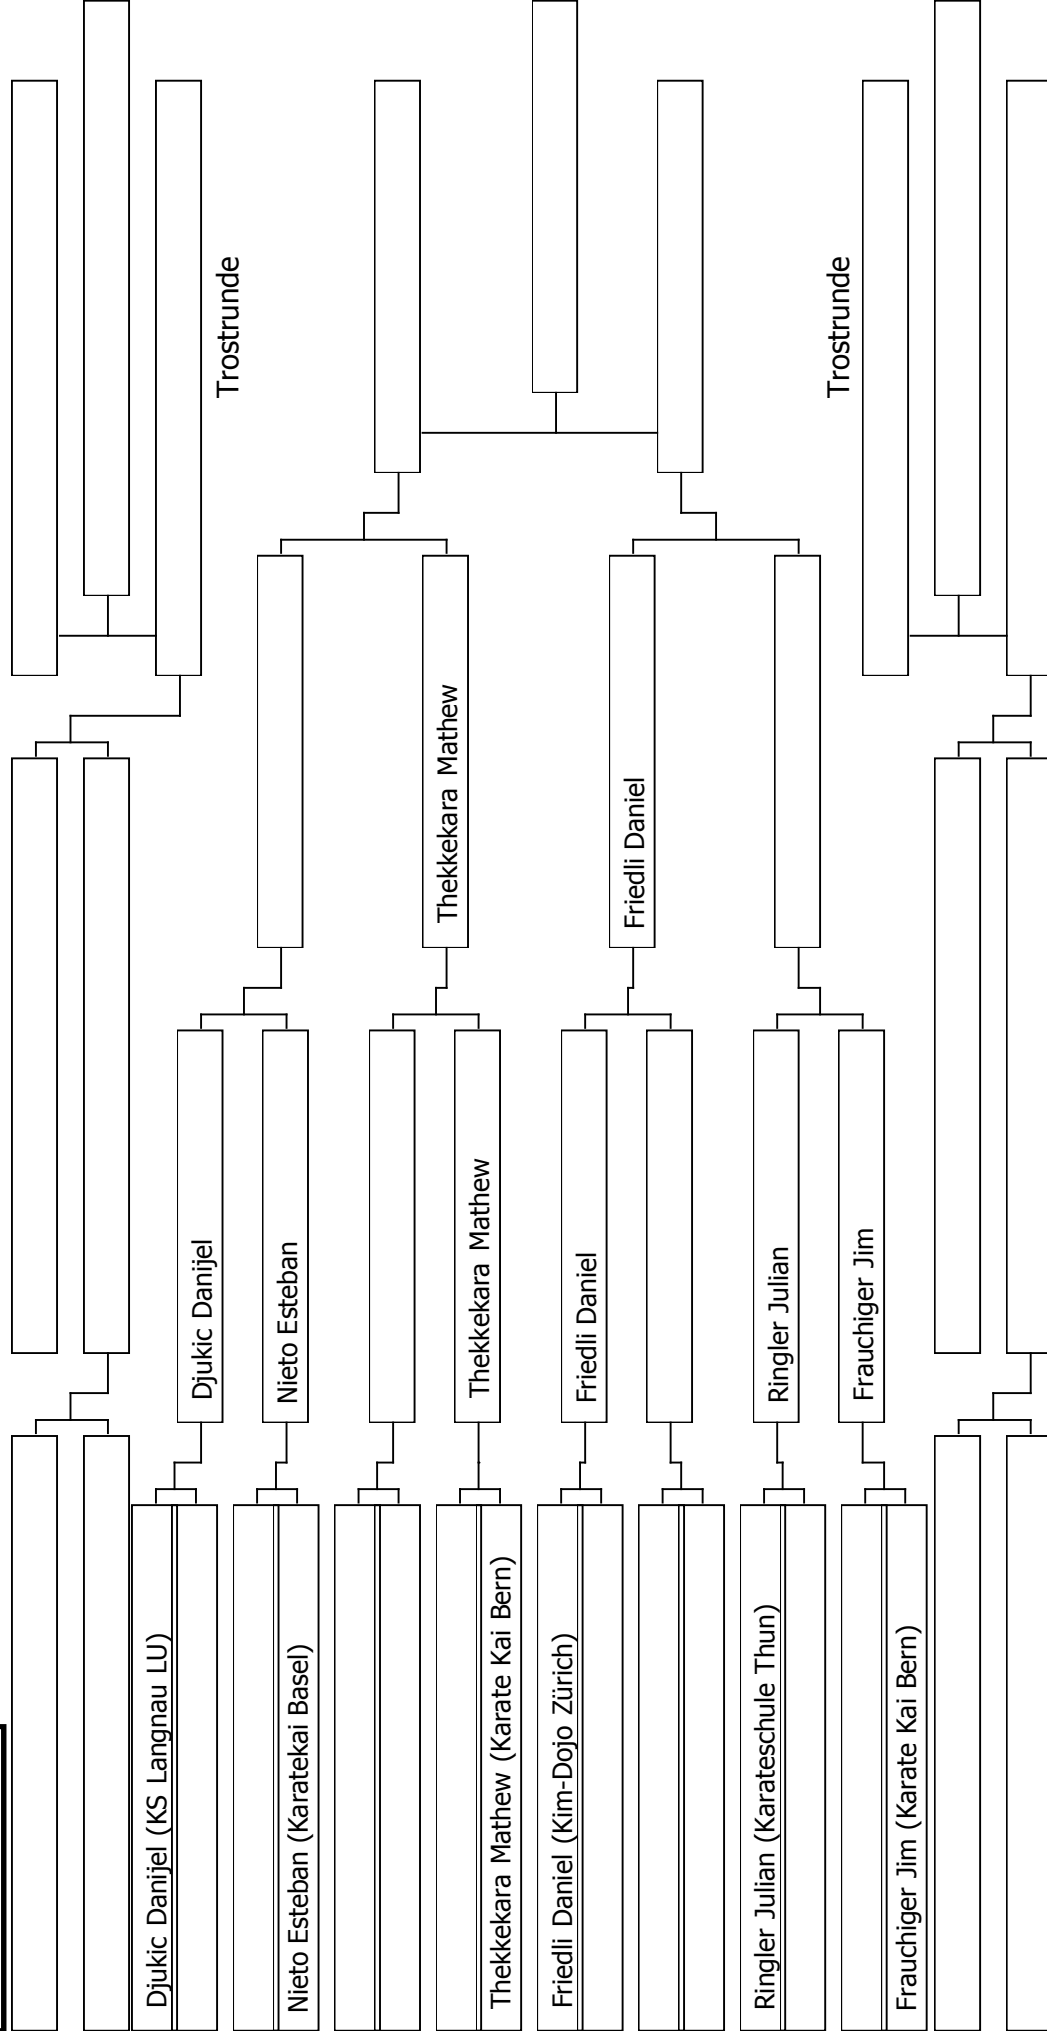 Djukic Danijel (KS Langnau LU)
Nieto Esteban (Karatekai Basel)
Thekkekara Mathew (Karate Kai Bern)
Friedli Daniel (Kim-Dojo Zürich)
Ringler Julian (Karateschule Thun)
Frauchiger Jim (Karate Kai Bern)
Djukic Danijel
Nieto Esteban
Thekkekara Mathew
Friedli Daniel
Ringler Julian
Frauchiger Jim
Thekkekara Mathew
Friedli Daniel
Trostrunde
Trostrunde